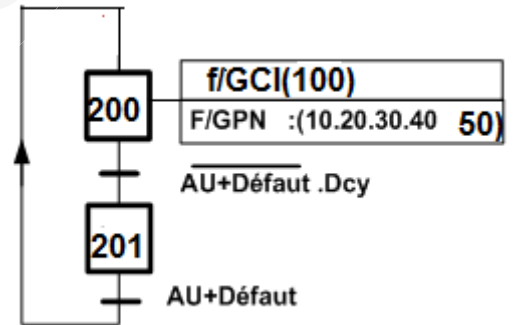 f/GCI(100)
200
F/GPN :(10.20.30.40 50)
AU+Défaut .Dcy
201
AU+Défaut